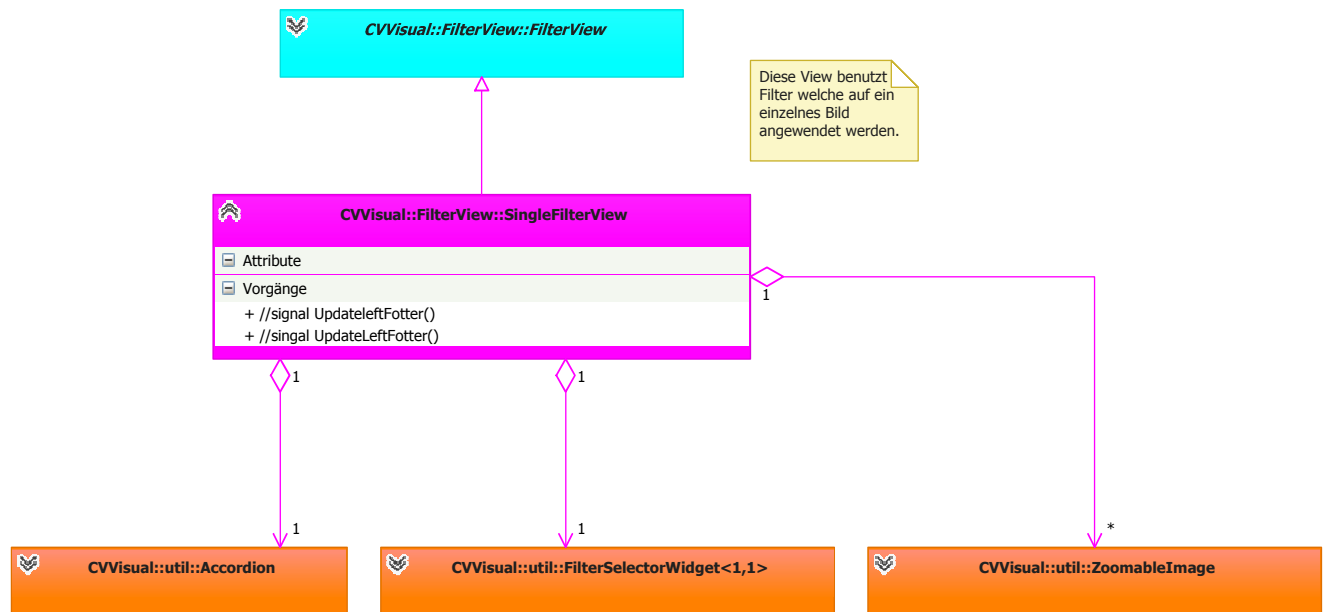 CVVisual::FilterView::FilterView
Diese View benutzt
Filter welche auf ein
einzelnes Bild
angewendet werden.
CVVisual::FilterView::SingleFilterView
Attribute
Vorgänge
+ //signal UpdateleftFotter()
+ //singal UpdateLeftFotter()
1
1
1
1
1
*
CVVisual::util::Accordion
CVVisual::util::FilterSelectorWidget<1,1>
CVVisual::util::ZoomableImage